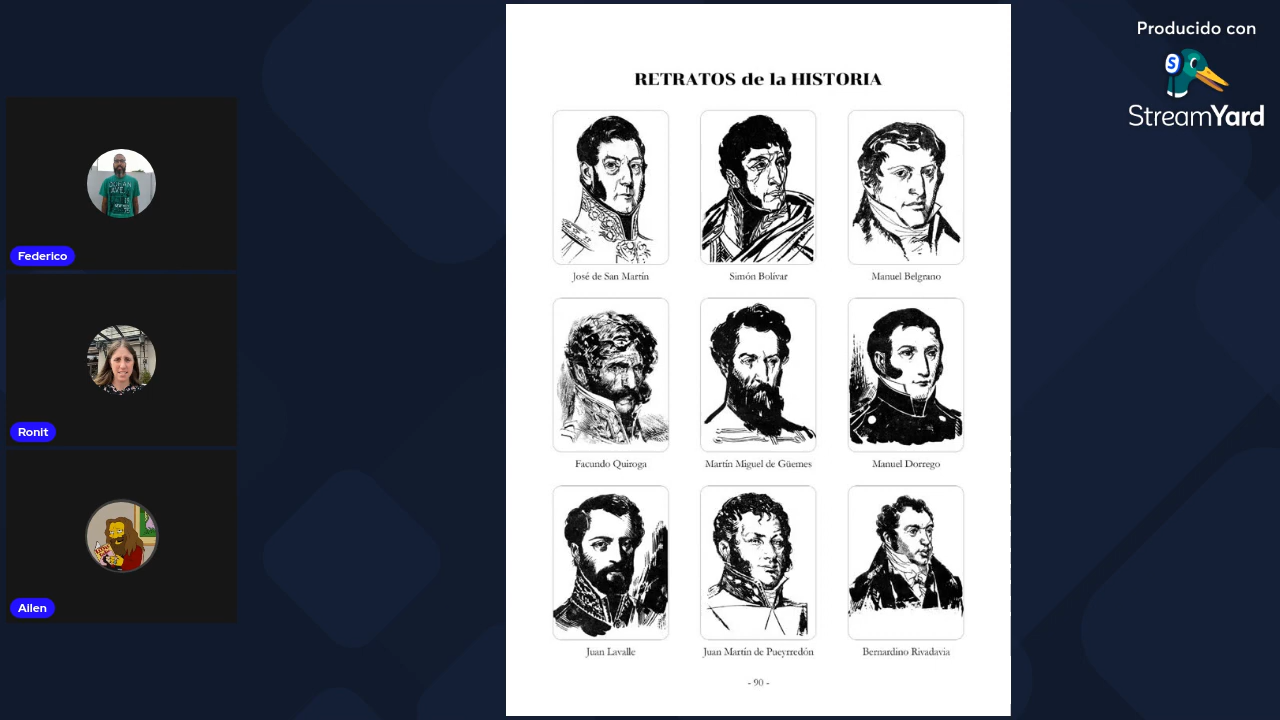 Producido con
StreamYard
RETRATOS de la HISTORIA
José de San Martín
Simón Bolívar
Manuel Belgrano
Facundo Quiroga
Martín Miguel de Güemes
Manuel Dorrego
Juan Lavalle
Juan Martín de Pueyrredón
Bernardino Rivadavia
- 90 -
Federico
Ronit
Ailen